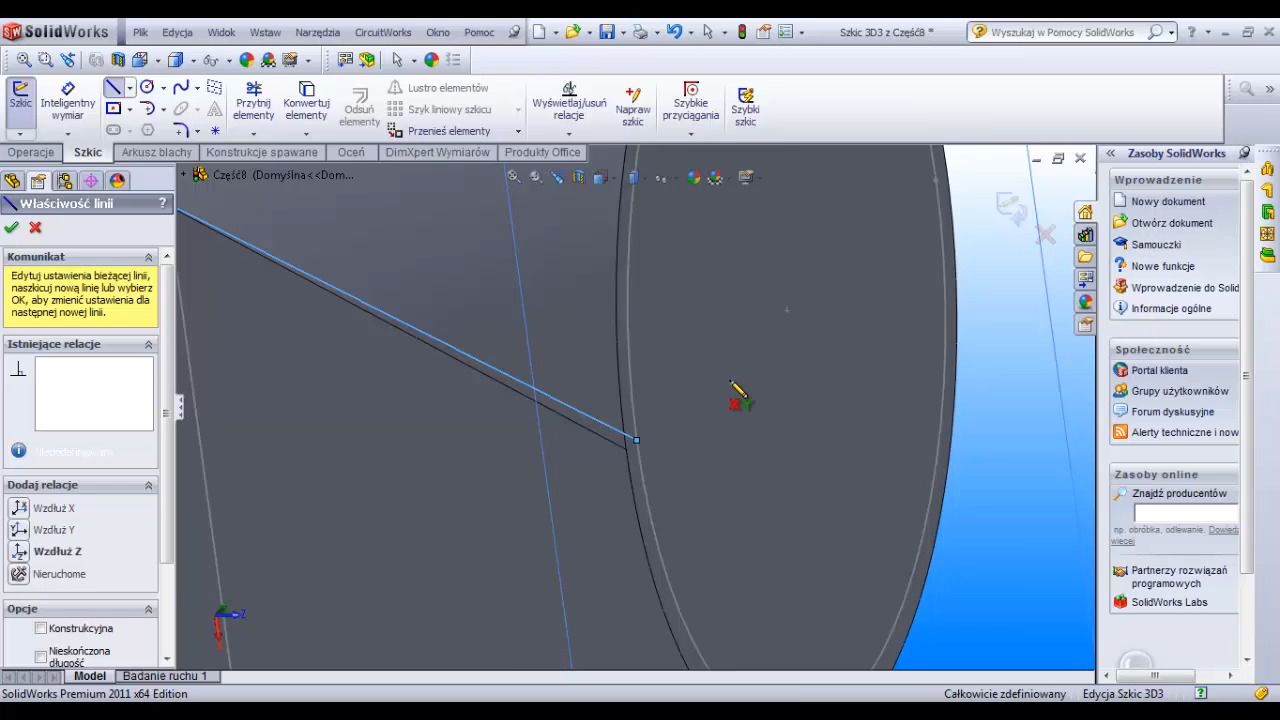 SolidWorks
Plik Edycja Widok Wstaw Narzędzia CircuitWorks Okno Pomoc
Szkic 3D3 z Część8 *
Wyszukaj w Pomocy SolidWorks
Szkic
Inteligentny wymiar
Przytnij elementy
Konwertuj elementy
Odsuń elementy
Lustro elementów
Szyk liniowy szkicu
Przenieś elementy
Wyświetlaj/usuń relacje
Napraw szkic
Szybkie przyciągania
Szybki szkic
Operacje Szkic Arkusz blachy Konstrukcje spawane Oceń DimXpert Wymiarów Produkty Office
Część8 (Domyślna<<Dom...
Właściwość linii ?
Komunikat
Edytuj ustawienia bieżącej linii,
naszkicuj nową linię lub wybierz
OK, aby zmienić ustawienia dla
następnej nowej linii.
Istniejące relacje
Dodaj relacje
Wzdłuż X
Wzdłuż Y
Wzdłuż Z
Nieruchome
Opcje
Konstrukcyjna
Nieskończona
długość
X Y
Z
Zasoby SolidWorks
Wprowadzenie
Nowy dokument
Otwórz dokument
Samouczki
Nowe funkcje
Wprowadzenie do Solid
Informacje ogólne
Społeczność
Portal klienta
Grupy użytkowników
Forum dyskusyjne
Alerty techniczne i now
Zasoby online
Znajdź producentów
np. obróbka, odlewanie. Dowiedz
więcej
Partnerzy rozwiązań
programowych
SolidWorks Labs
Model Badanie ruchu 1
SolidWorks Premium 2011 x64 Edition
Całkowicie zdefiniowany Edycja Szkic 3D3